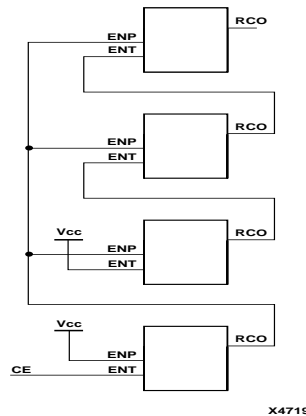 RCO
ENP
ENT
RCO
ENP
ENT
Vcc
RCO
ENP
ENT
Vcc
RCO
ENP
CE
ENT
X4719